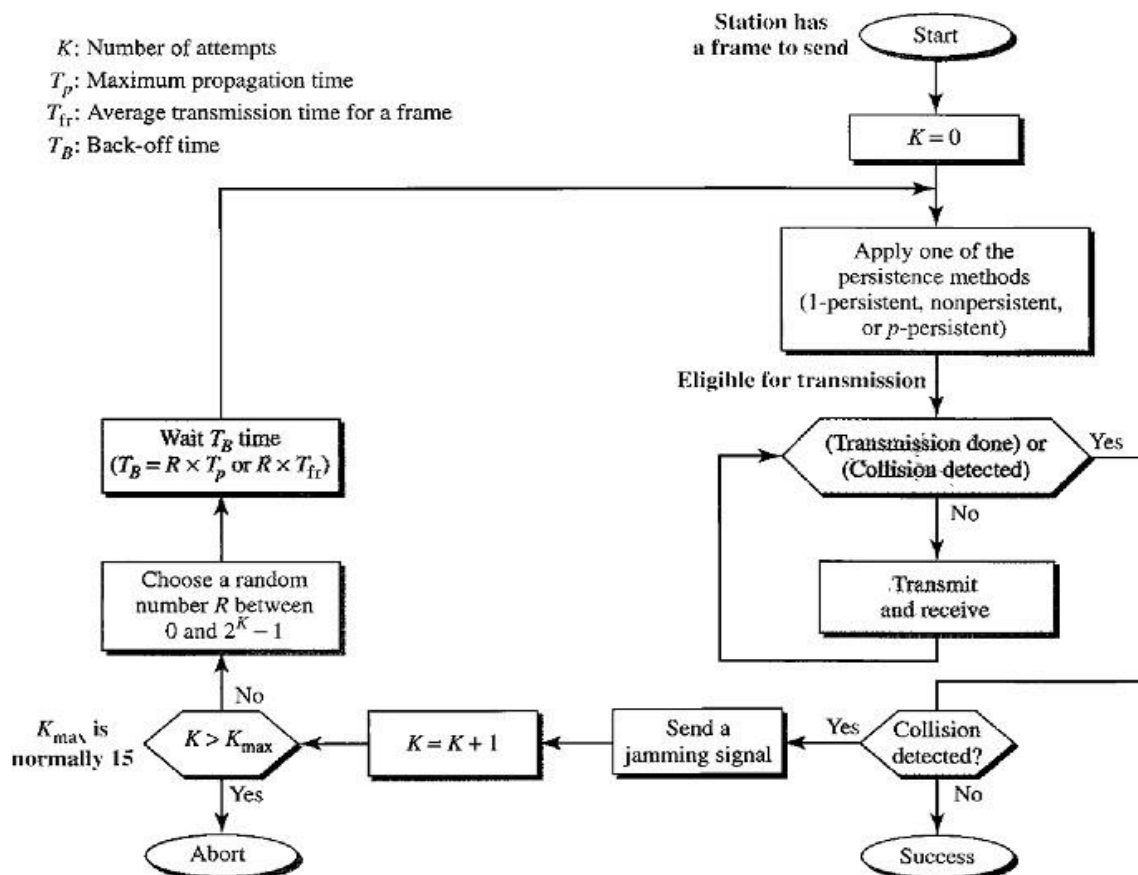 K: Number of attempts
Tp: Maximum propagation time
Tfr: Average transmission time for a frame
TB: Back-off time
Station has
a frame to send
Start
K = 0
Apply one of the
persistence methods
(1-persistent, nonpersistent,
or p-persistent)
Eligible for transmission
(Transmission done) or
(Collision detected)
Yes
No
Transmit
and receive
Wait TB time
(TB = R × Tp or R × Tfr)
Choose a random
number R between
0 and 2^K − 1
No
Kmax is
normally 15
K > Kmax
Yes
Abort
K = K + 1
Send a
jamming signal
Yes
Collision
detected?
No
Success